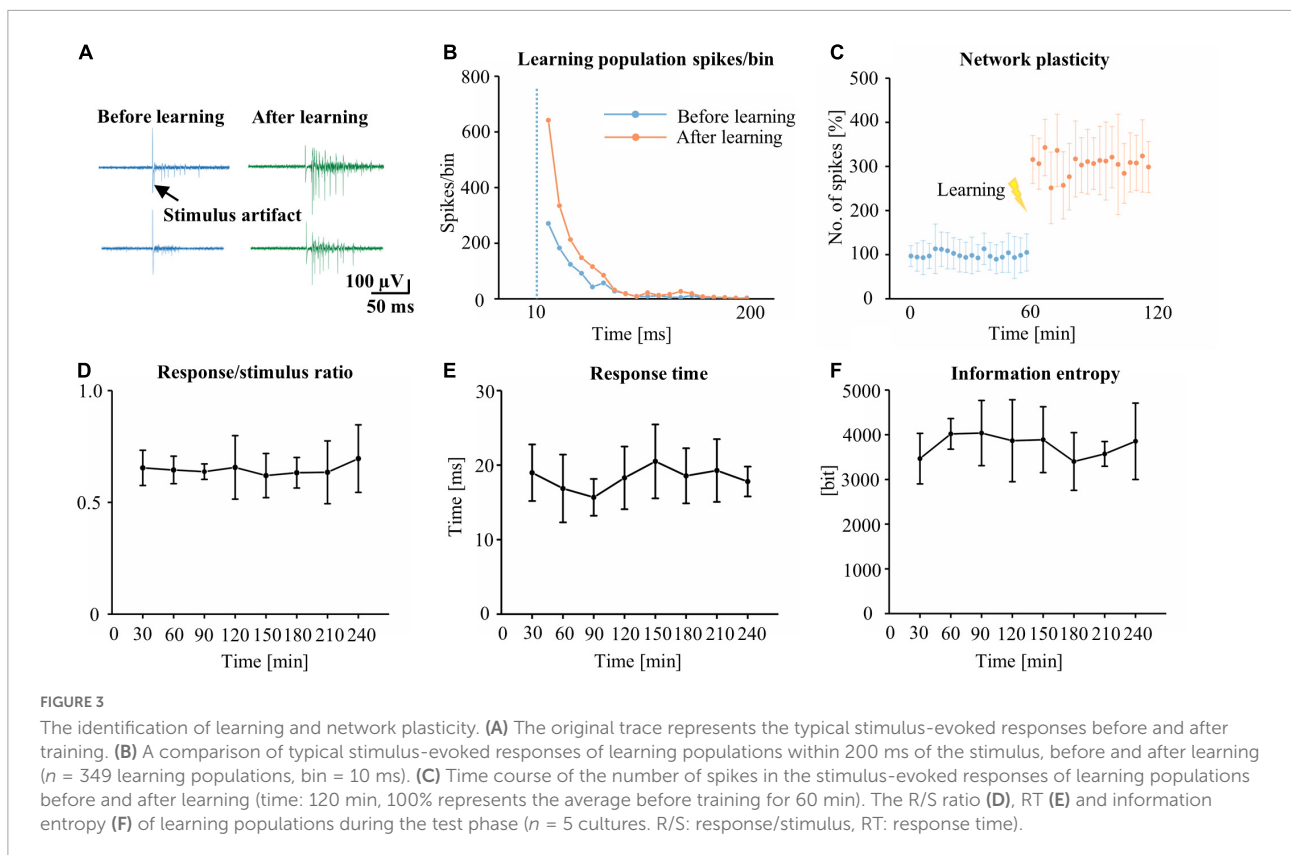 A
Before learning
After learning
Stimulus artifact
100 µV
50 ms
B
Learning population spikes/bin
800
600
400
200
0
Spikes/bin
Before learning
After learning
10
200
Time [ms]
C
Network plasticity
500
400
300
200
100
0
No. of spikes [%]
Learning
0
60
120
Time [min]
D
Response/stimulus ratio
1.0
0.5
0
0 30 60 90 120 150 180 210 240
Time [min]
E
Response time
30
20
10
0
Time [ms]
0 30 60 90 120 150 180 210 240
Time [min]
F
Information entropy
5000
4000
3000
2000
1000
0
[bit]
0 30 60 90 120 150 180 210 240
Time [min]
FIGURE 3
The identification of learning and network plasticity. (A) The original trace represents the typical stimulus-evoked responses before and after
training. (B) A comparison of typical stimulus-evoked responses of learning populations within 200 ms of the stimulus, before and after learning
(n = 349 learning populations, bin = 10 ms). (C) Time course of the number of spikes in the stimulus-evoked responses of learning populations
before and after learning (time: 120 min, 100% represents the average before training for 60 min). The R/S ratio (D), RT (E) and information
entropy (F) of learning populations during the test phase (n = 5 cultures. R/S: response/stimulus, RT: response time).